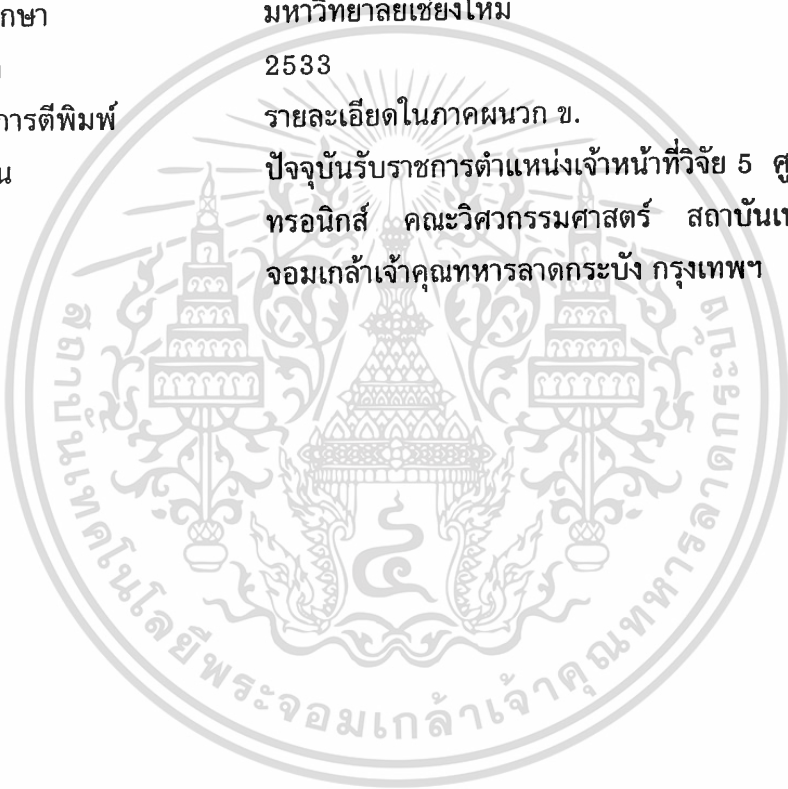 มหาวิทยาลัยเชียงใหม่
2533
การตีพิมพ์ รายละเอียดในภาคผนวก ข.
ปัจจุบันรับราชการตำแหน่งเจ้าหน้าที่วิจัย 5
ทรอนิกส์ คณะวิศวกรรมศาสตร์ สถาบัน
จอมเกล้าเจ้าคุณทหารลาดกระบัง กรุงเทพฯ
สถาบันเทคโนโลยีพระจอมเกล้าเจ้าคุณทหารลาดกระบัง